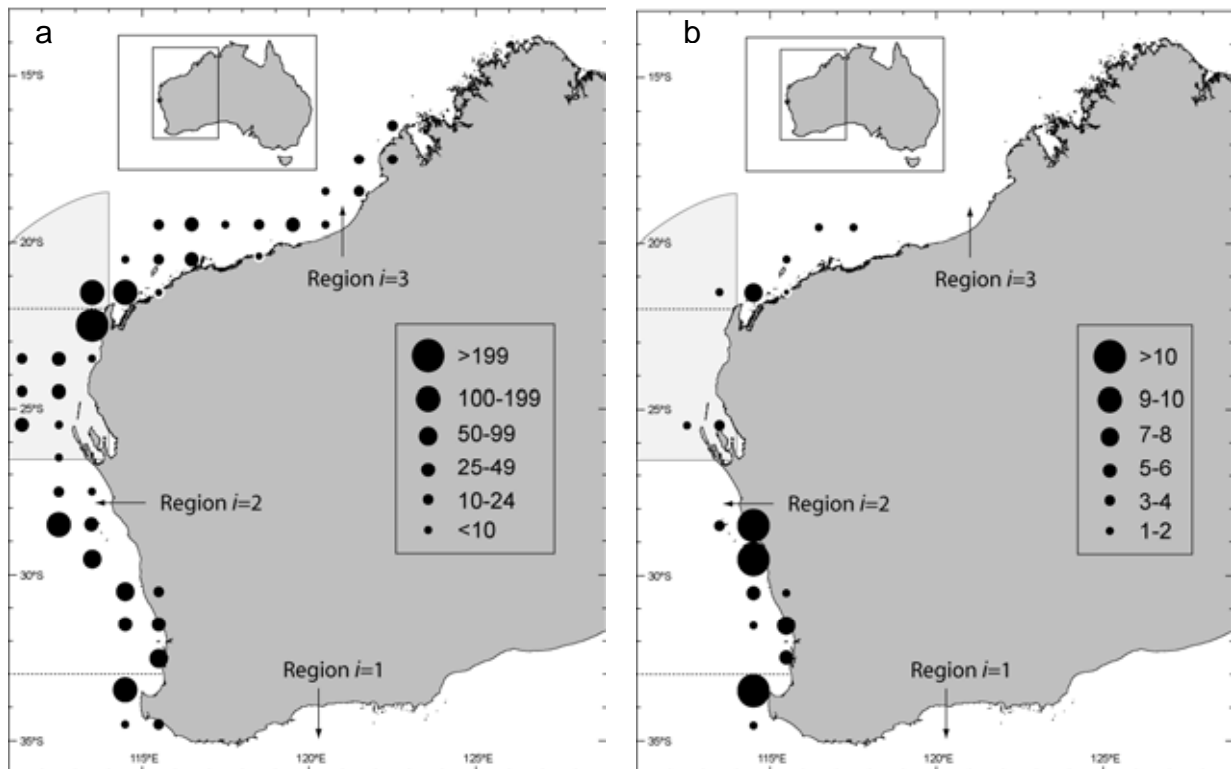 a
15°S
20°S
25°S
30°S
35°S
115°E
120°E
125°E
Region i=3
Region i=2
Region i=1
>199
100-199
50-99
25-49
10-24
<10
b
15°S
20°S
25°S
30°S
35°S
115°E
120°E
125°E
Region i=3
Region i=2
Region i=1
>10
9-10
7-8
5-6
3-4
1-2